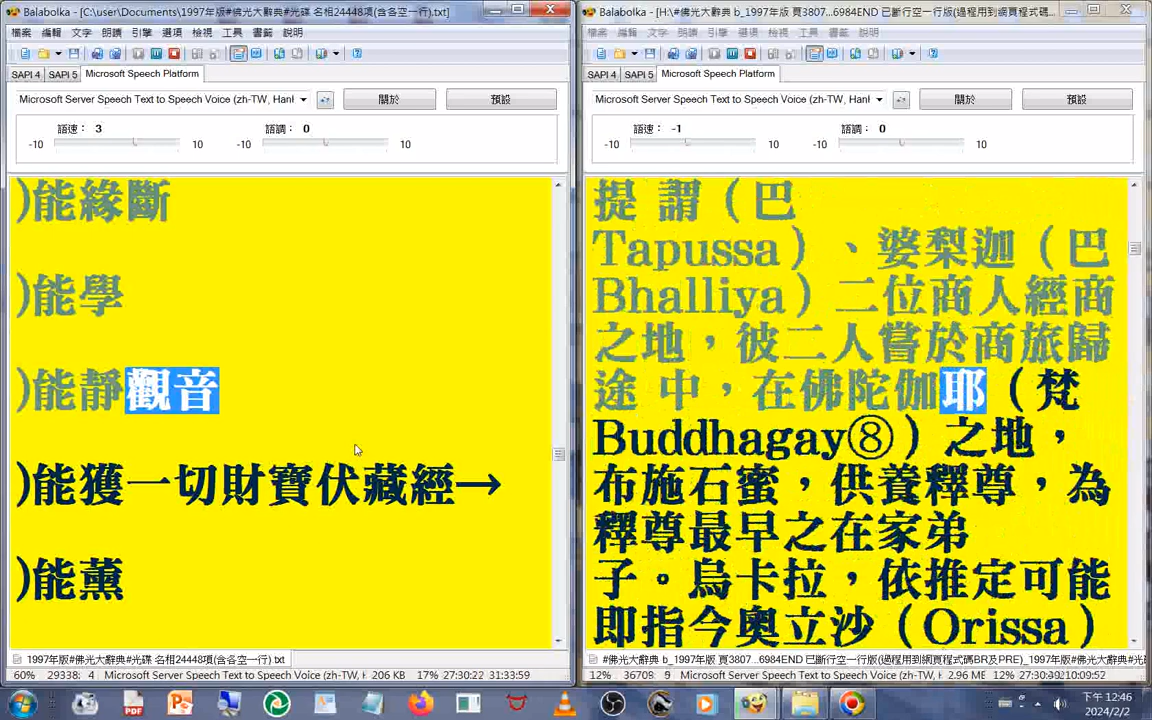 Balabolka - [C:\user\Documents\1997年版#佛光大辭典#光碟 名相24448項(含各空一行).txt]
檔案 編輯 文字 朗讀 引擎 選項 檢視 工具 書籤 說明
SAPI 4 SAPI 5 Microsoft Speech Platform
Microsoft Server Speech Text to Speech Voice (zh-TW, Hanl 關於 預設
語速： 3 語調： 0
-10 10 -10 10
)能緣斷
)能學
)能靜觀音
)能獲一切財寶伏藏經→
)能薰
1997年版#佛光大辭典#光碟 名相24448項(含各空一行).txt
60% 29318: 4 Microsoft Server Speech Text to Speech Voice (zh-TW, H 206 KB 17% 27:30:22 31:33:59
Balabolka - [H:\#佛光大辭典 b_1997年版 頁3807...6984END 已斷行空一行版(過程用到網頁程式碼...
檔案 編輯 文字 朗讀 引擎 選項 檢視 工具 書籤 說明
SAPI 4 SAPI 5 Microsoft Speech Platform
Microsoft Server Speech Text to Speech Voice (zh-TW, Hanl 關於 預設
語速： -1 語調： 0
-10 10 -10 10
提 謂（巴
Tapussa）、婆梨迦（巴
Bhalliya）二位商人經商
之地，彼二人嘗於商旅歸
途 中，在佛陀伽耶（梵
Buddhagay⑧）之地，
布施石蜜，供養釋尊，為
釋尊最早之在家弟
子。烏卡拉，依推定可能
即指今奧立沙（Orissa）
#佛光大辭典 b_1997年版 頁3807...6984END 已斷行空一行版(過程用到網頁程式碼BR及PRE)_1997年版#佛光
12% Microsoft Server Speech Text to Speech Voice (zh-TW, H 2.96 MB 12%
下午 12:46
2024/2/2